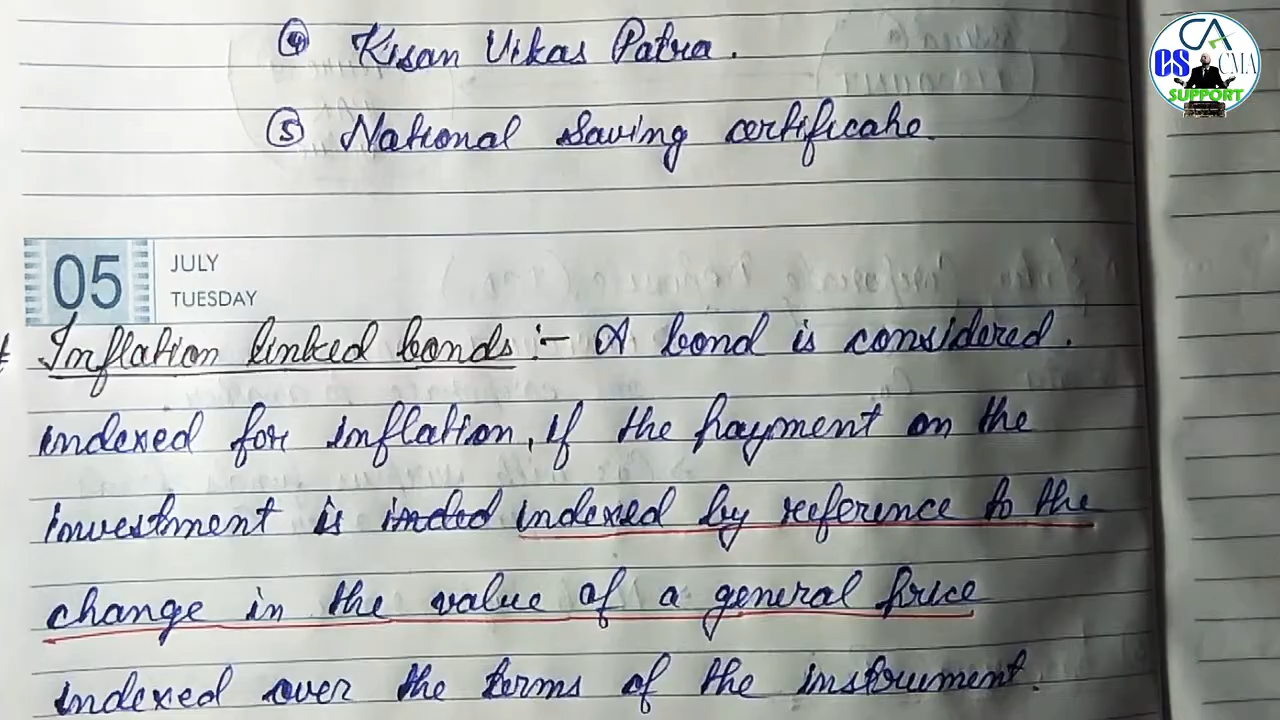 ④ Kisan Vikas Patra.
⑤ National Saving certificate.
05 JULY
TUESDAY
Inflation linked bonds :- A bond is considered.
indexed for inflation, if the payment on the
investment is inded indexed by reference to the
change in the value of a general price
indexed over the terms of the instrument.
CA
CS CMA
SUPPORT